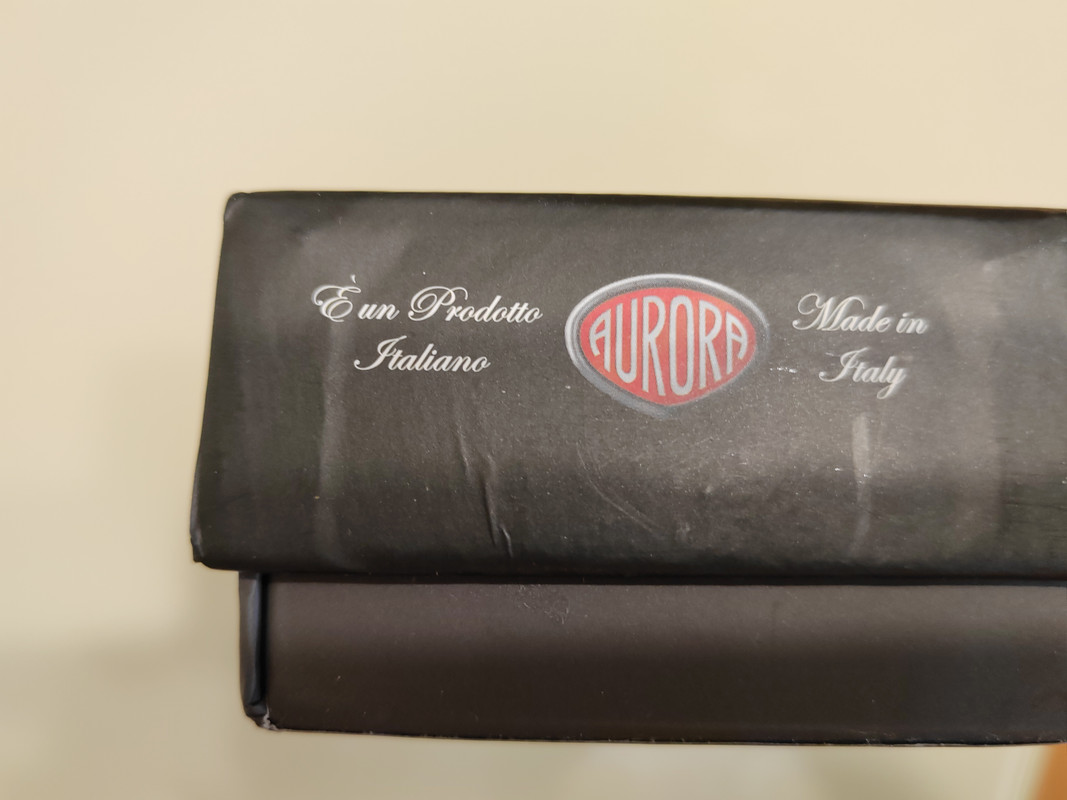 È un Prodotto
Italiano
AURORA
Made in
Italy